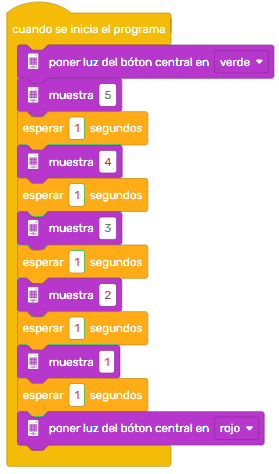 cuando se inicia el programa
poner luz del bóton central en verde
muestra 5
esperar 1 segundos
muestra 4
esperar 1 segundos
muestra 3
esperar 1 segundos
muestra 2
esperar 1 segundos
muestra 1
esperar 1 segundos
poner luz del bóton central en rojo